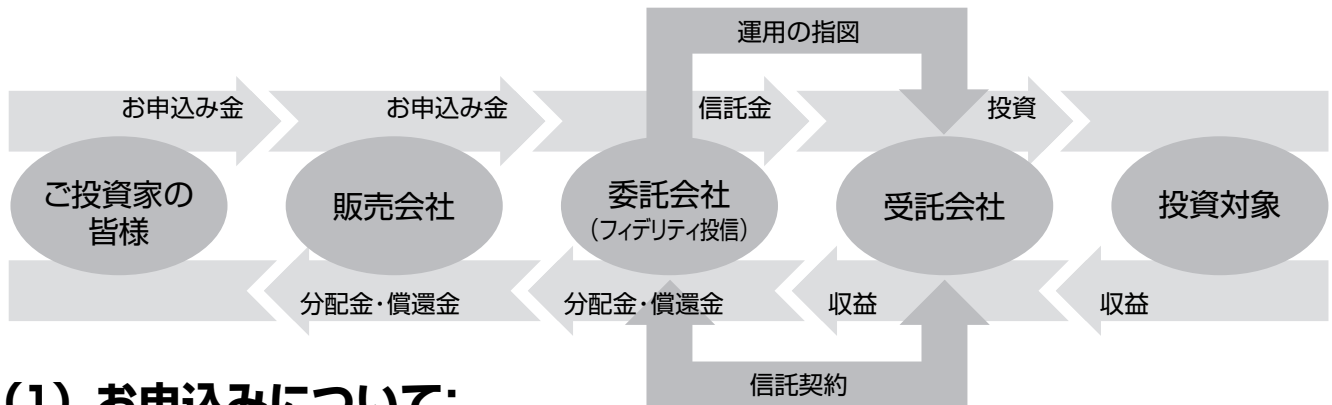 運用の指図
お申込み金
お申込み金
信託金
投資
ご投資家の
皆様
販売会社
委託会社
（フィデリティ投信）
受託会社
投資対象
分配金・償還金
分配金・償還金
収益
収益
信託契約
（1）お申込みについて：